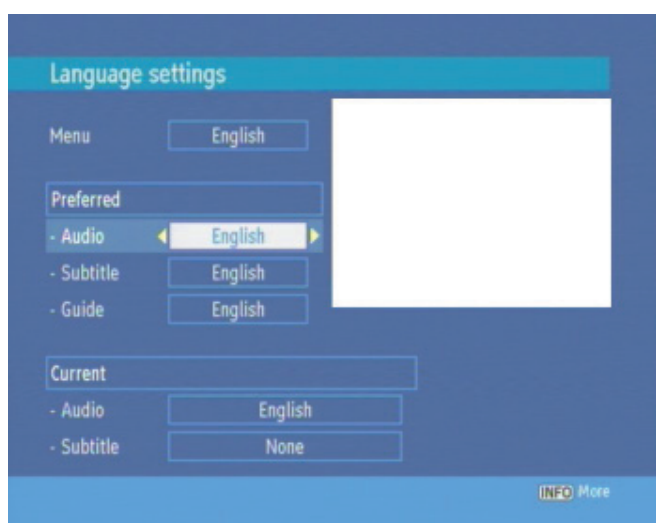 Language settings
Menu English
Preferred
- Audio English
- Subtitle English
- Guide English
Current
- Audio English
- Subtitle None
INFO More